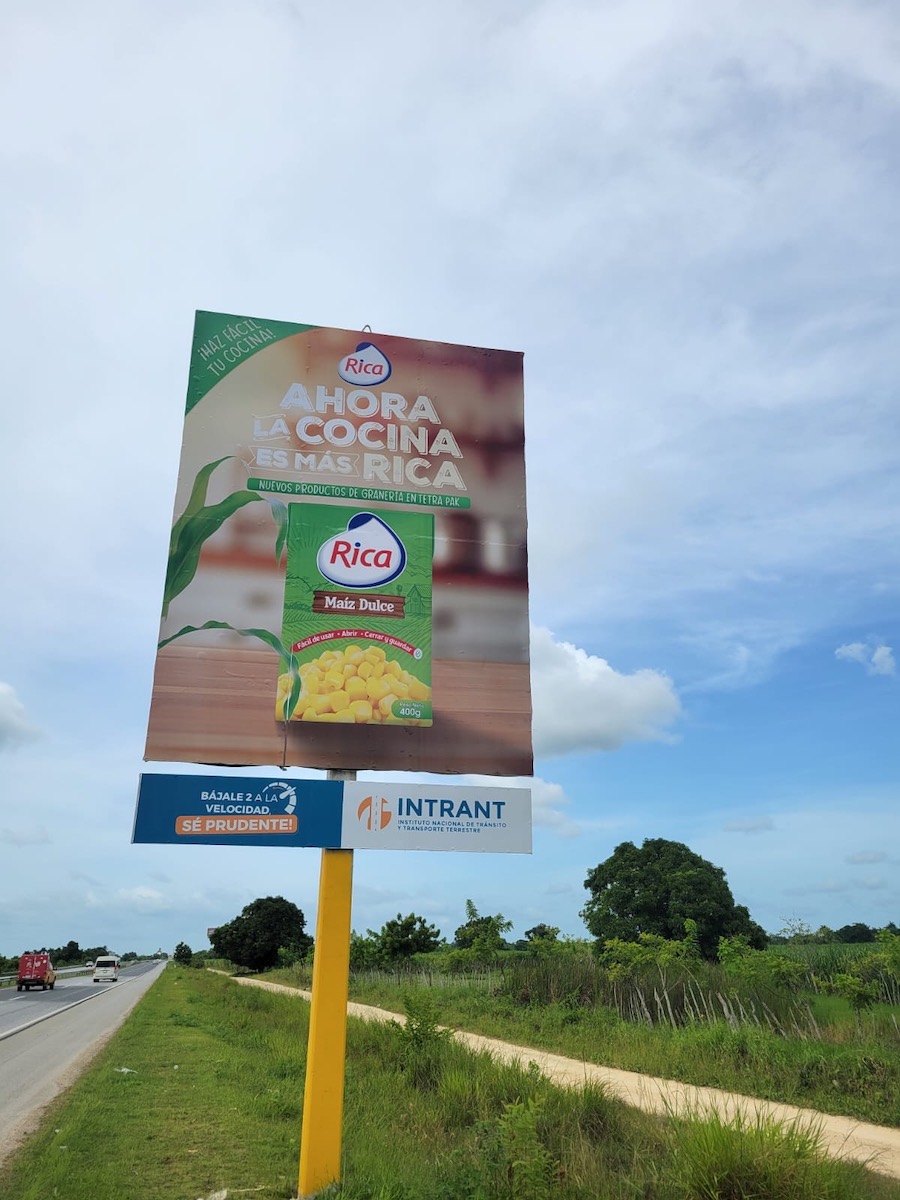 ¡HAZ FÁCIL
TU COCINA!
Rica
AHORA
LA COCINA
ES MÁS RICA
NUEVOS PRODUCTOS DE GRANERÍA EN TETRA PAK
Rica
Maíz Dulce
Fácil de usar • Abrir • Cerrar y guardar
Peso Neto
400g
BÁJALE 2 A LA
VELOCIDAD
SÉ PRUDENTE!
INTRANT
INSTITUTO NACIONAL DE TRÁNSITO
Y TRANSPORTE TERRESTRE